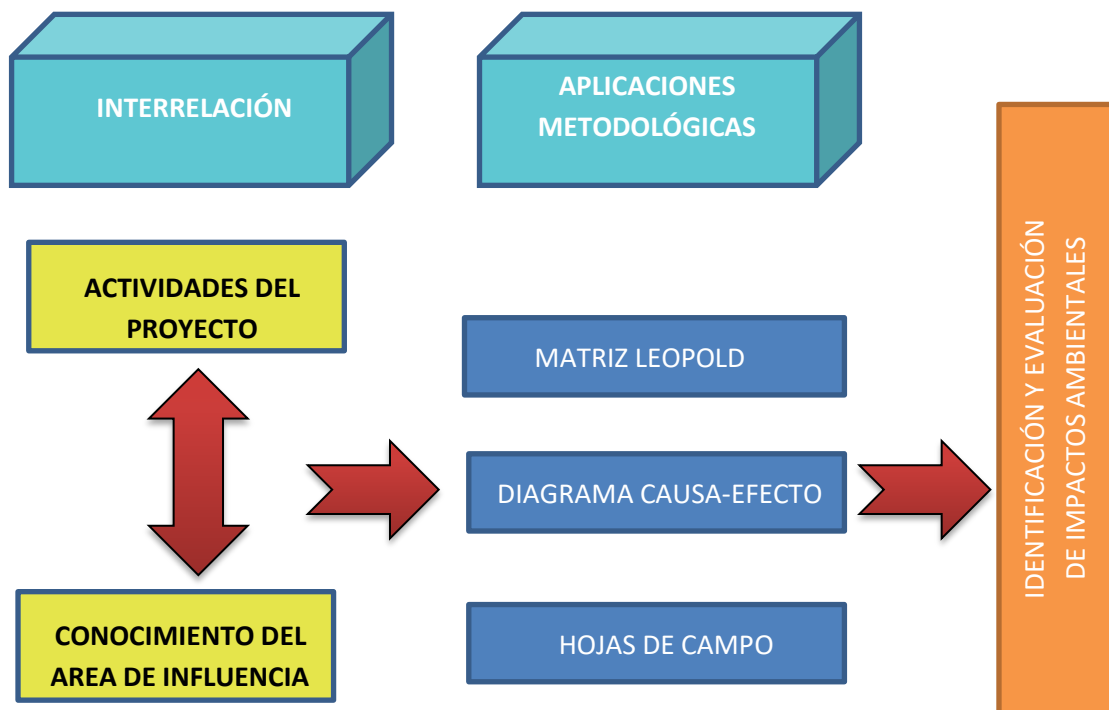 INTERRELACIÓN
APLICACIONES
METODOLÓGICAS
ACTIVIDADES DEL
PROYECTO
CONOCIMIENTO DEL
AREA DE INFLUENCIA
MATRIZ LEOPOLD
DIAGRAMA CAUSA-EFECTO
HOJAS DE CAMPO
IDENTIFICACIÓN Y EVALUACIÓN
DE IMPACTOS AMBIENTALES